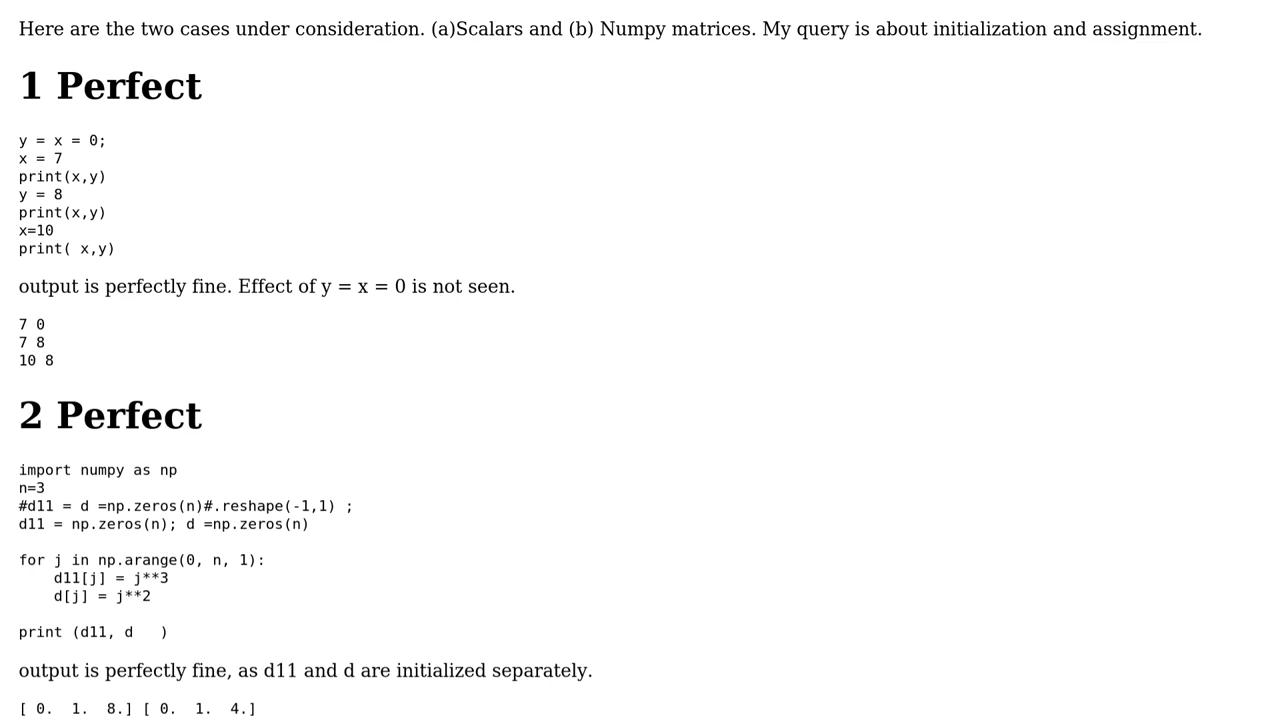 Here are the two cases under consideration. (a)Scalars and (b) Numpy matrices. My query is about initialization and assignment.
1 Perfect
y = x = 0;
x = 7
print(x,y)
y = 8
print(x,y)
x=10
print( x,y)
output is perfectly fine. Effect of y = x = 0 is not seen.
7 0
7 8
10 8
2 Perfect
import numpy as np
n=3
#d11 = d =np.zeros(n)#.reshape(-1,1) ;
d11 = np.zeros(n); d =np.zeros(n)
for j in np.arange(0, n, 1):
    d11[j] = j**3
    d[j] = j**2
print (d11, d   )
output is perfectly fine, as d11 and d are initialized separately.
[ 0.  1.  8.] [ 0.  1.  4.]